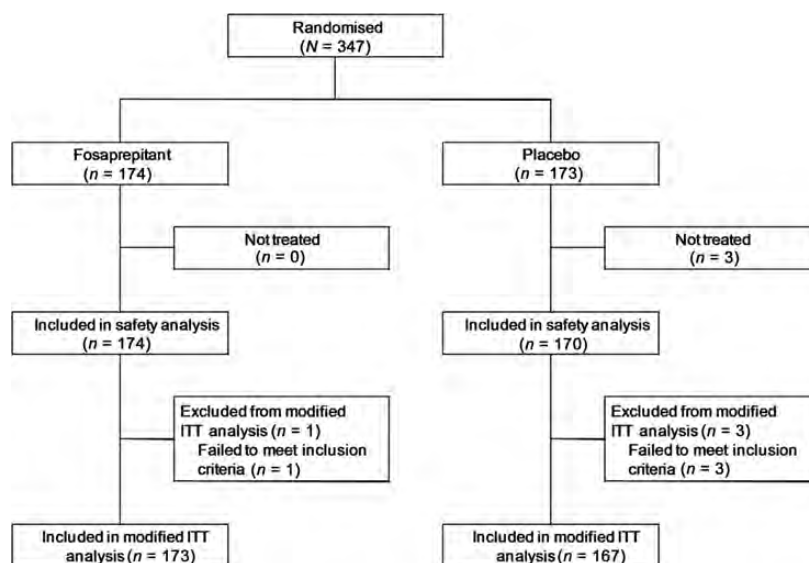 Randomised
(N = 347)
Fosaprepitant
(n = 174)
Placebo
(n = 173)
Not treated
(n = 0)
Not treated
(n = 3)
Included in safety analysis
(n = 174)
Included in safety analysis
(n = 170)
Excluded from modified
ITT analysis (n = 1)
Failed to meet inclusion
criteria (n = 1)
Excluded from modified
ITT analysis (n = 3)
Failed to meet inclusion
criteria (n = 3)
Included in modified ITT
analysis (n = 173)
Included in modified ITT
analysis (n = 167)